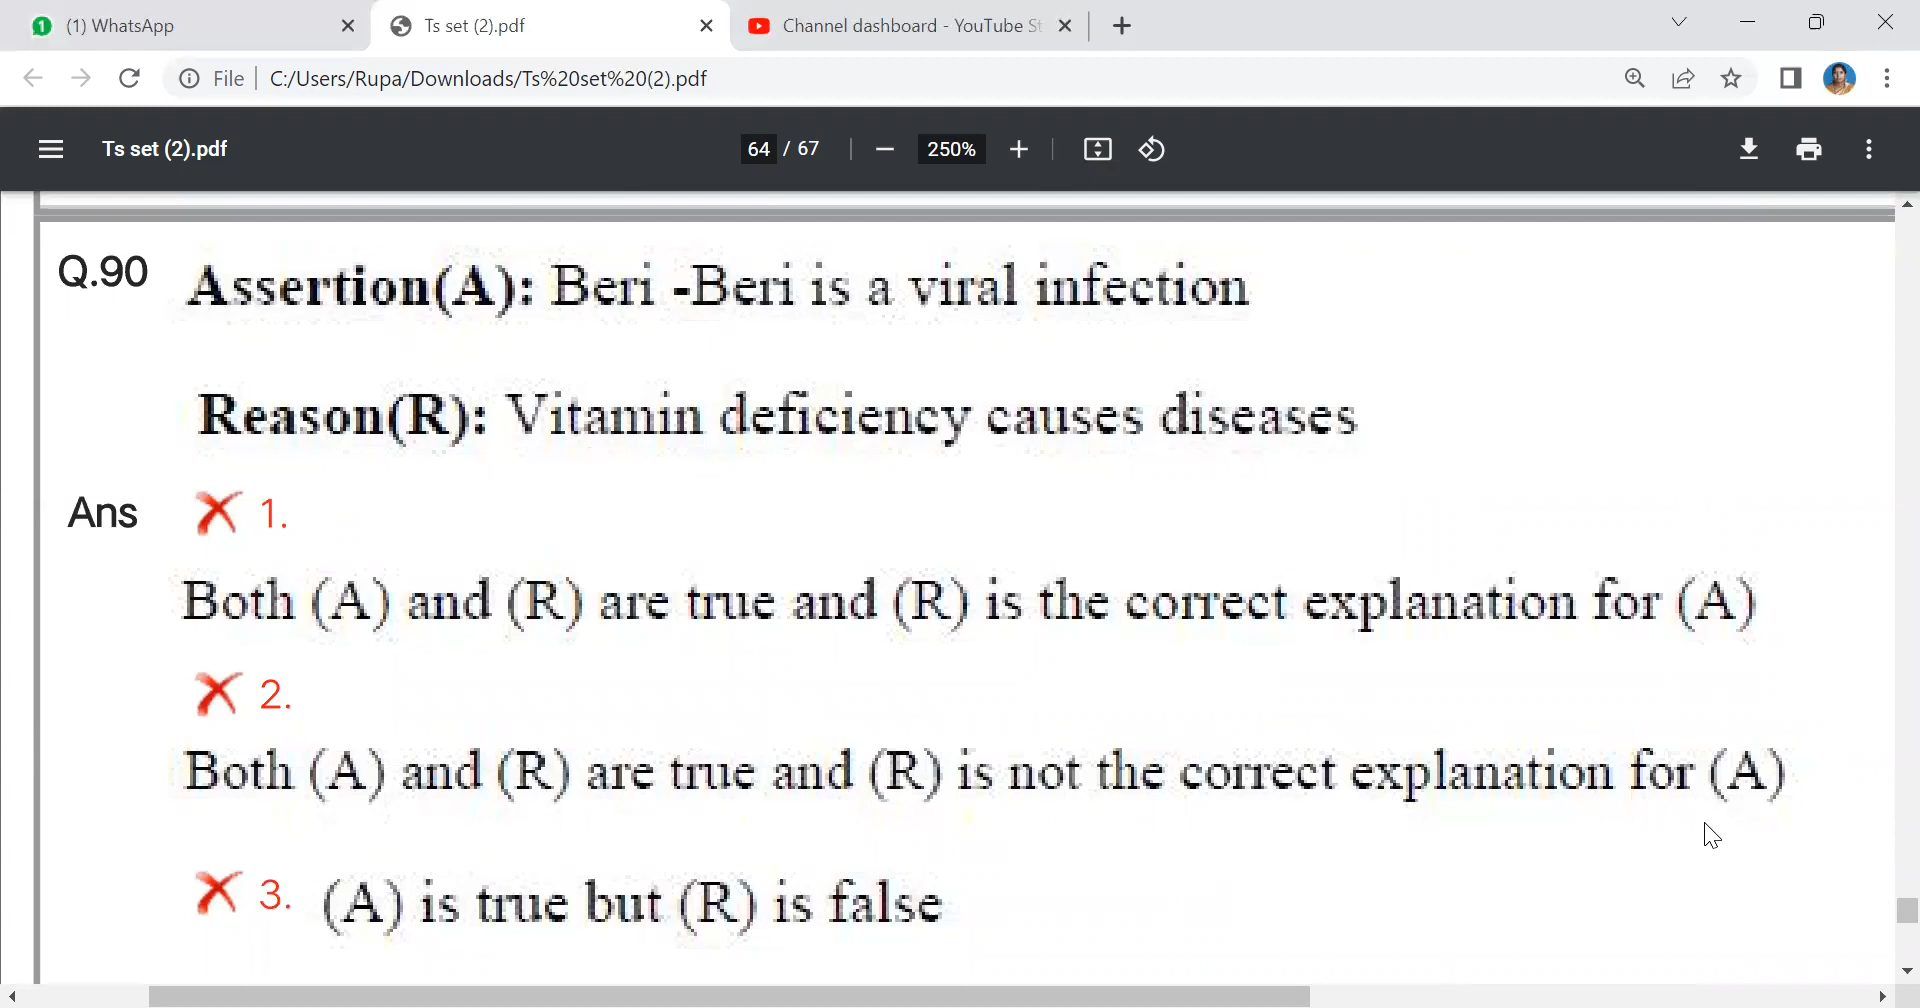 (1) WhatsApp
Ts set (2).pdf
Channel dashboard - YouTube St
File
C:/Users/Rupa/Downloads/Ts%20set%20(2).pdf
Ts set (2).pdf
64 / 67
250%
Q.90 Assertion(A): Beri -Beri is a viral infection
Reason(R): Vitamin deficiency causes diseases
Ans 1.
Both (A) and (R) are true and (R) is the correct explanation for (A)
2.
Both (A) and (R) are true and (R) is not the correct explanation for (A)
3. (A) is true but (R) is false